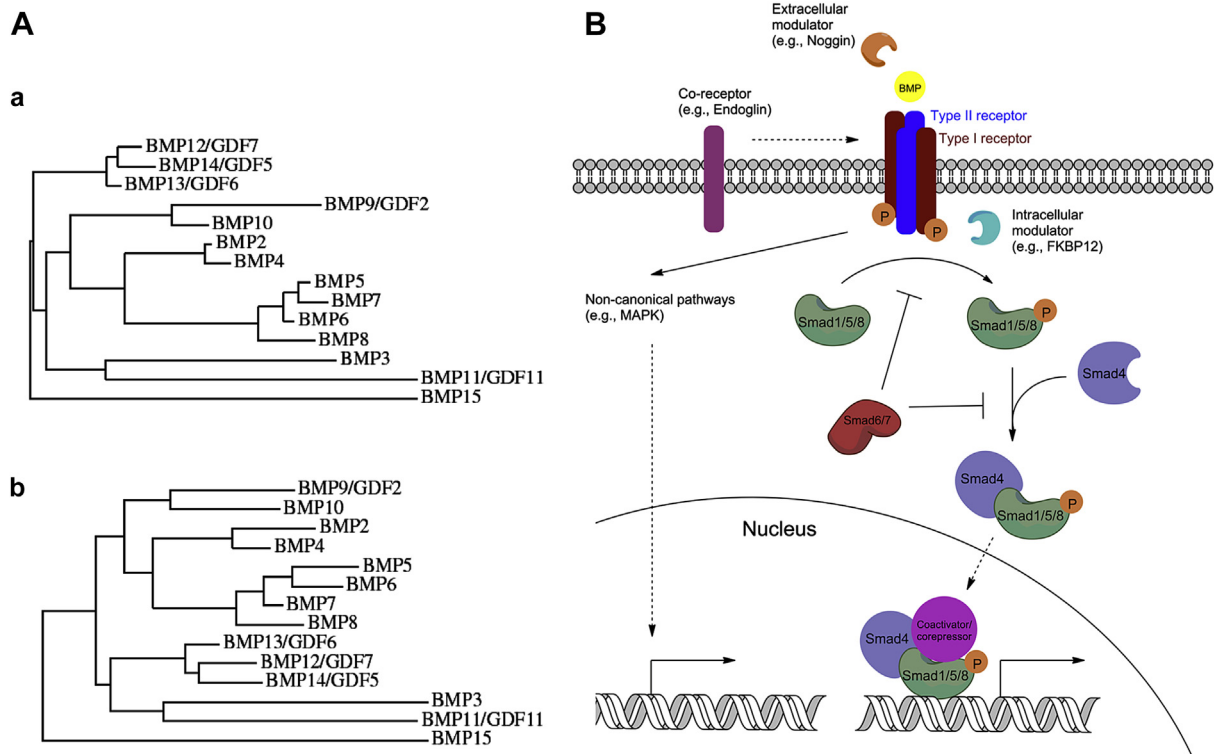 A
a
BMP12/GDF7
BMP14/GDF5
BMP13/GDF6
BMP9/GDF2
BMP10
BMP2
BMP4
BMP5
BMP7
BMP6
BMP8
BMP3
BMP11/GDF11
BMP15
b
BMP9/GDF2
BMP10
BMP2
BMP4
BMP5
BMP6
BMP7
BMP8
BMP13/GDF6
BMP12/GDF7
BMP14/GDF5
BMP3
BMP11/GDF11
BMP15
B
Extracellular
modulator
(e.g., Noggin)
BMP
Co-receptor
(e.g., Endoglin)
Type II receptor
Type I receptor
P
P
Intracellular
modulator
(e.g., FKBP12)
Non-canonical pathways
(e.g., MAPK)
Smad1/5/8
Smad1/5/8
P
Smad4
Smad6/7
Smad4
Smad1/5/8
P
Nucleus
Coactivator/
corepressor
Smad4
Smad1/5/8
P